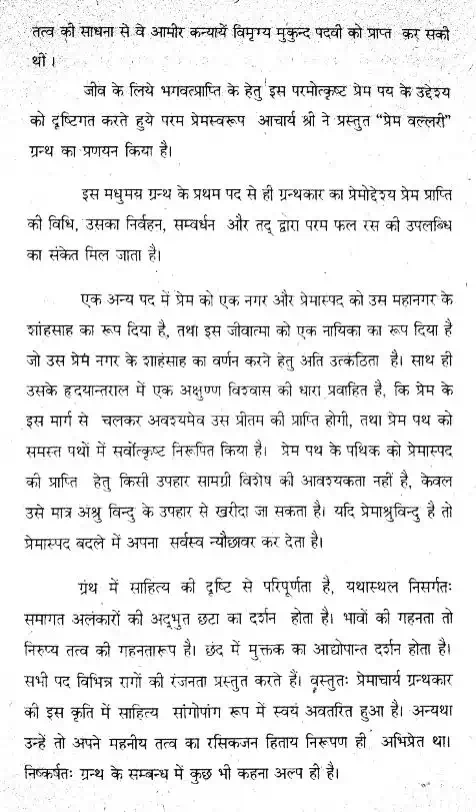 तत्व की साधना से वे आमीर कन्यायें विमृग्य मुकुन्द पदवी को प्राप्त कर सकी
थीं ।
जीव के लिये भगवत्प्राप्ति के हेतु इस परमोत्कृष्ट प्रेम पय के उद्देश्य
को दृष्टिगत करते हुये परम प्रेमस्वरूप आचार्य श्री ने प्रस्तुत “प्रेम वल्लरी”
ग्रन्थ का प्रणयन किया है।
इस मधुमय ग्रन्थ के प्रथम पद से ही ग्रन्थकार का प्रेमोद्देश्य प्रेम प्राप्ति
की विधि, उसका निर्वहन, सम्वर्धन और तद् द्वारा परम फल रस की उपलब्धि
का संकेत मिल जाता है।
एक अन्य पद में प्रेम को एक नगर और प्रेमास्पद को उस महानगर के
शांहसाह का रूप दिया है, तथा इस जीवात्मा को एक नायिका का रूप दिया है
जो उस प्रेम नगर के शाहंसाह का वर्णन करने हेतु अति उत्कंठिता है। साथ ही
उसके हृदयान्तराल में एक अक्षुण्ण विश्वास की धारा प्रवाहित है, कि प्रेम के
इस मार्ग से चलकर अवश्यमेव उस प्रीतम की प्राप्ति होगी, तथा प्रेम पथ को
समस्त पथों में सर्वोत्कृष्ट निरूपित किया है। प्रेम पथ के पथिक को प्रेमास्पद
की प्राप्ति हेतु किसी उपहार सामग्री विशेष की आवश्यकता नहीं है, केवल
उसे मात्र अश्रु विन्दु के उपहार से खरीदा जा सकता है। यदि प्रेमाश्रुविन्दु है तो
प्रेमास्पद बदले में अपना सर्वस्व न्यौछावर कर देता है।
ग्रंथ में साहित्य की दृष्टि से परिपूर्णता है, यथास्थल निसर्गतः
समागत अलंकारों की अद्भुत छटा का दर्शन होता है। भावों की गहनता तो
निरुप्य तत्व की गहनतारूप है। छंद में मुक्तक का आद्योपान्त दर्शन होता है।
सभी पद विभिन्न रागों की रंजनता प्रस्तुत करते हैं। वस्तुतः प्रेमाचार्य ग्रन्थकार
की इस कृति में साहित्य सांगोपांग रूप में स्वयं अवतरित हुआ है। अन्यथा
उन्हें तो अपने महनीय तत्व का रसिकजन हिताय निरूपण ही अभिप्रेत था।
निष्कर्षतः ग्रन्थ के सम्बन्ध में कुछ भी कहना अल्प ही है।